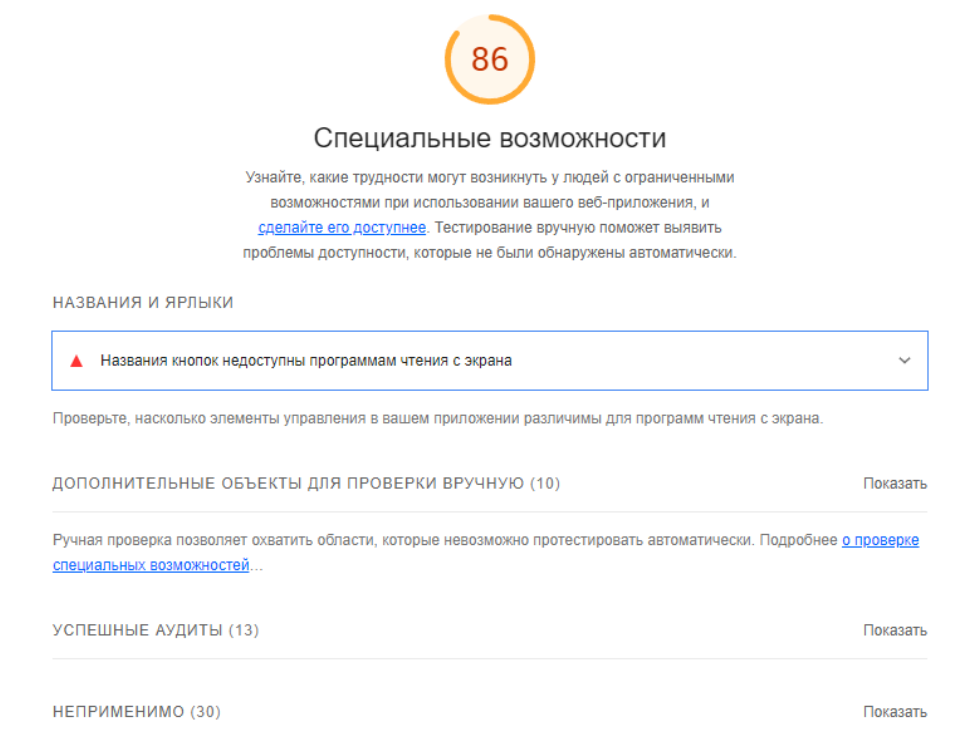 86
Специальные возможности
Узнайте, какие трудности могут возникнуть у людей с ограниченными
возможностями при использовании вашего веб-приложения, и
сделайте его доступнее. Тестирование вручную поможет выявить
проблемы доступности, которые не были обнаружены автоматически.
НАЗВАНИЯ И ЯРЛЫКИ
Названия кнопок недоступны программам чтения с экрана
Проверьте, насколько элементы управления в вашем приложении различимы для программ чтения с экрана.
ДОПОЛНИТЕЛЬНЫЕ ОБЪЕКТЫ ДЛЯ ПРОВЕРКИ ВРУЧНУЮ (10) Показать
Ручная проверка позволяет охватить области, которые невозможно протестировать автоматически. Подробнее о проверке
специальных возможностей…
УСПЕШНЫЕ АУДИТЫ (13) Показать
НЕПРИМЕНИМО (30) Показать